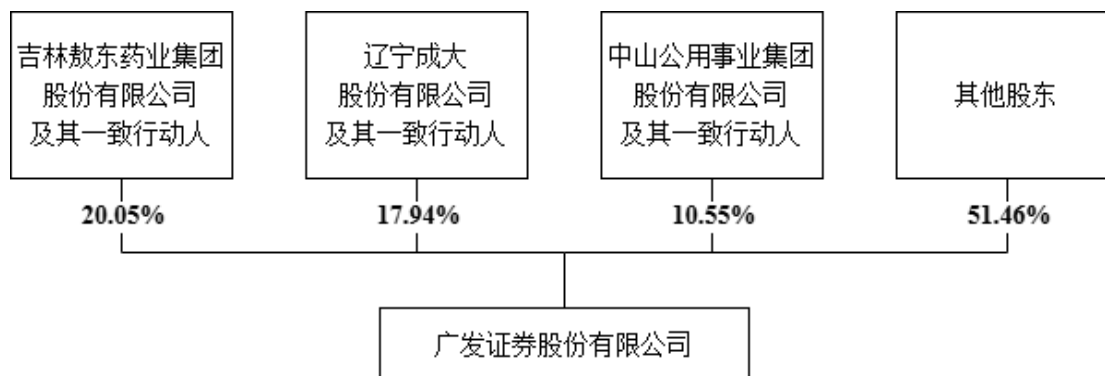 吉林敖东药业集团
股份有限公司
及其一致行动人
辽宁成大
股份有限公司
及其一致行动人
中山公用事业集团
股份有限公司
及其一致行动人
其他股东
20.05%
17.94%
10.55%
51.46%
广发证券股份有限公司